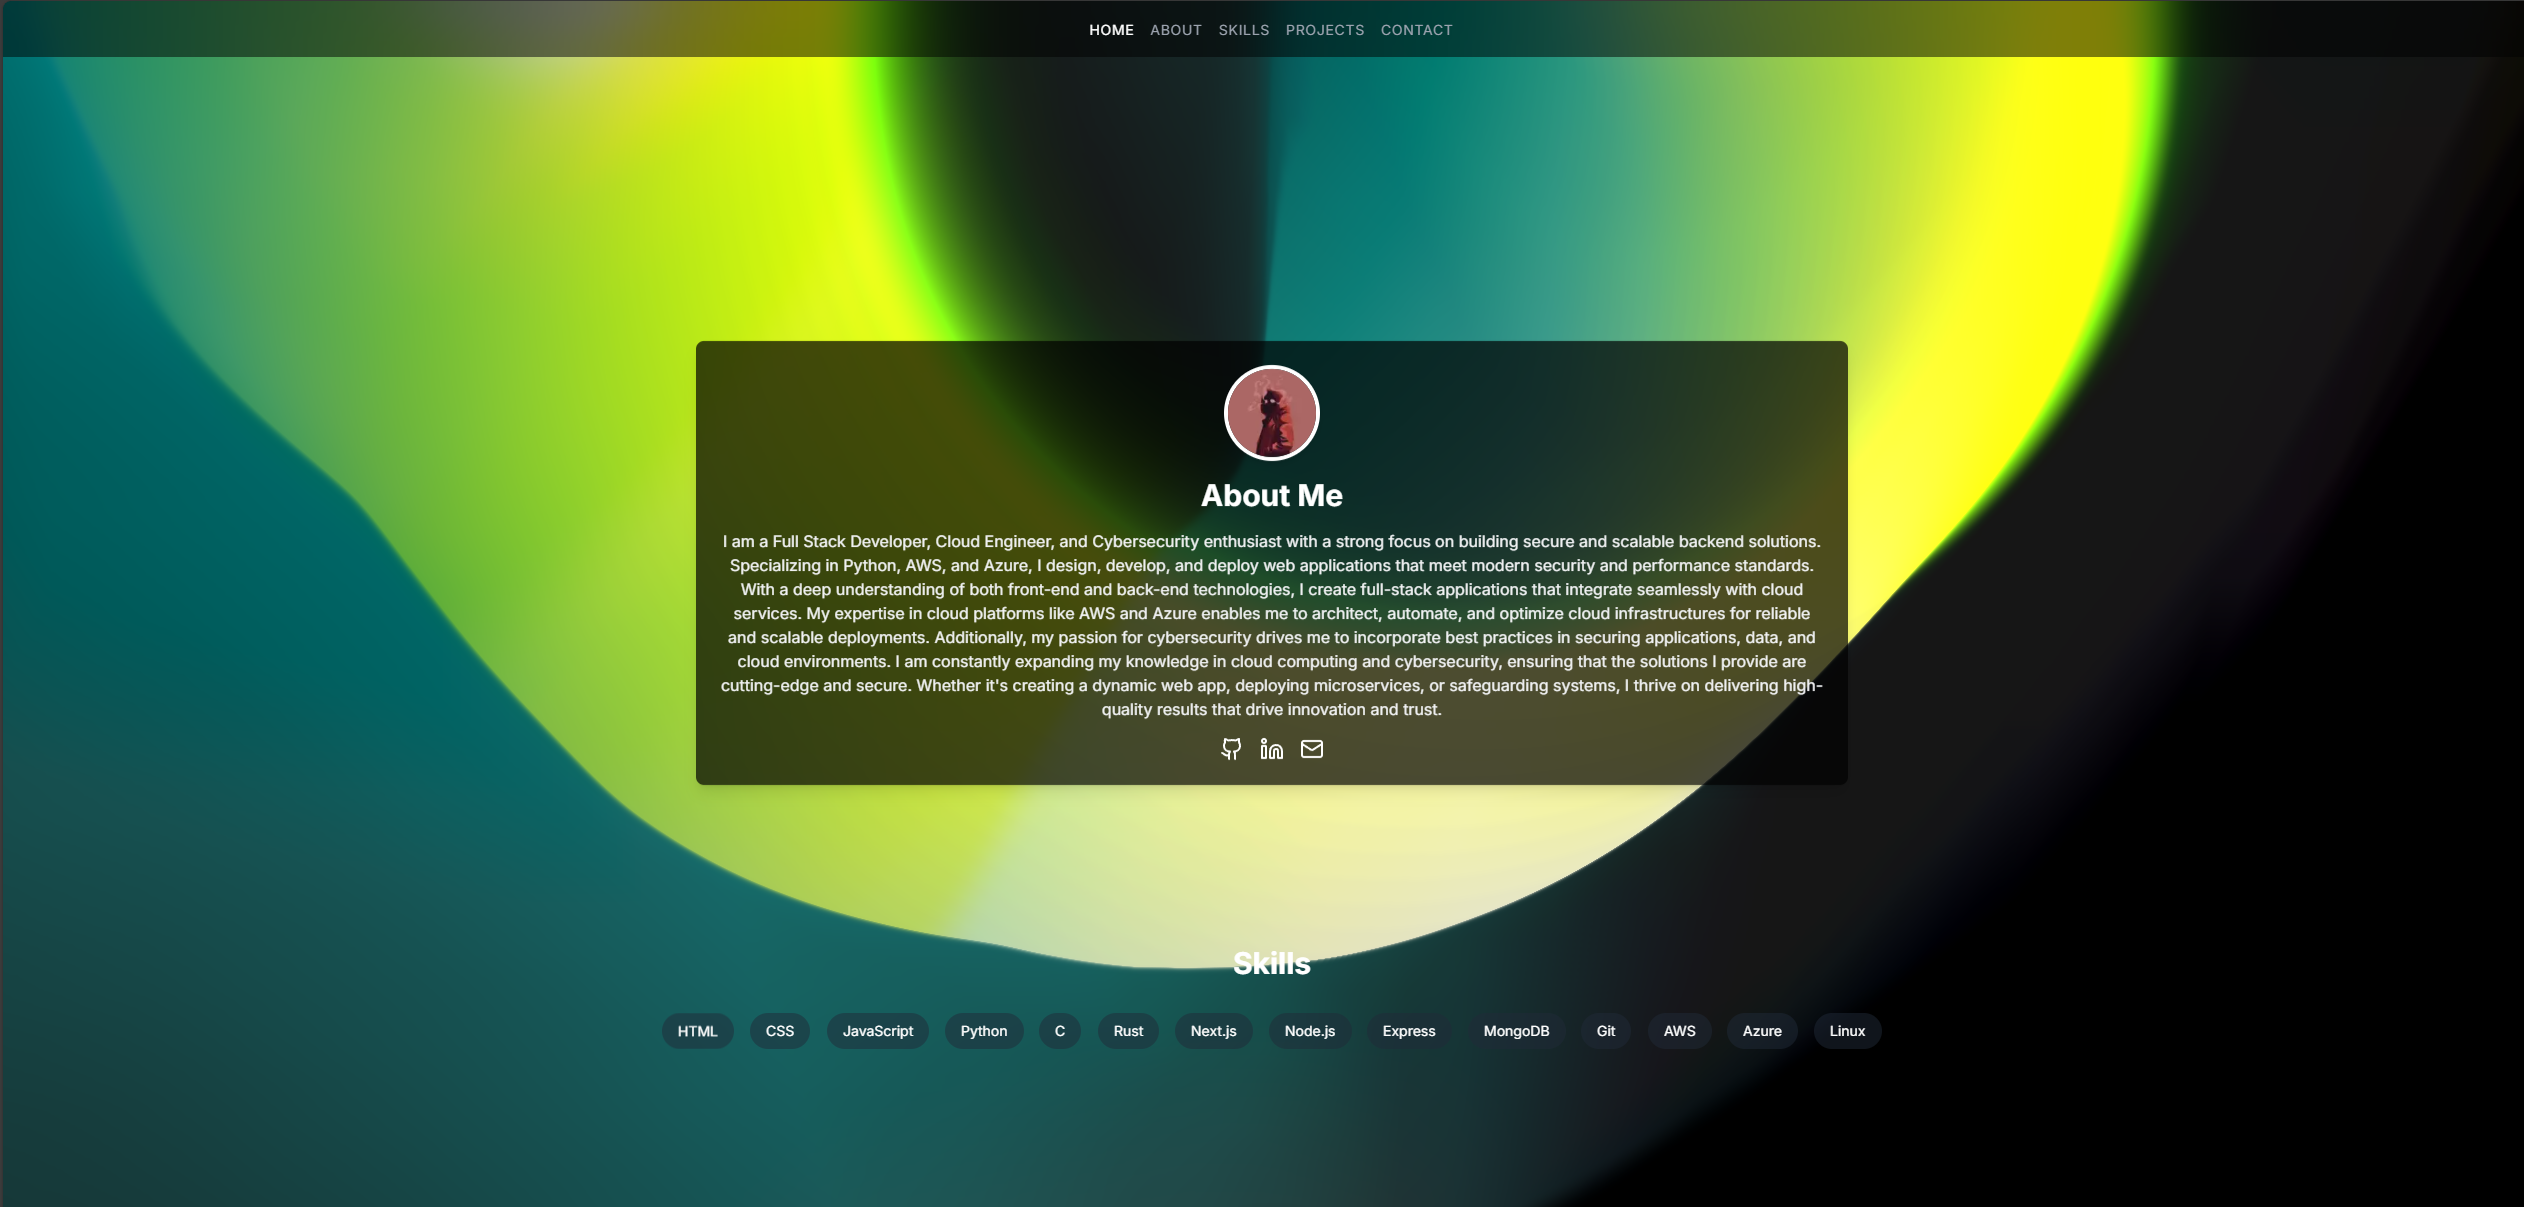 HOME ABOUT SKILLS PROJECTS CONTACT
About Me
I am a Full Stack Developer, Cloud Engineer, and Cybersecurity enthusiast with a strong focus on building secure and scalable backend solutions.
Specializing in Python, AWS, and Azure, I design, develop, and deploy web applications that meet modern security and performance standards.
With a deep understanding of both front-end and back-end technologies, I create full-stack applications that integrate seamlessly with cloud
services. My expertise in cloud platforms like AWS and Azure enables me to architect, automate, and optimize cloud infrastructures for reliable
and scalable deployments. Additionally, my passion for cybersecurity drives me to incorporate best practices in securing applications, data, and
cloud environments. I am constantly expanding my knowledge in cloud computing and cybersecurity, ensuring that the solutions I provide are
cutting-edge and secure. Whether it's creating a dynamic web app, deploying microservices, or safeguarding systems, I thrive on delivering high-
quality results that drive innovation and trust.
Skills
HTML CSS JavaScript Python C Rust Next.js Node.js Express MongoDB Git AWS Azure Linux